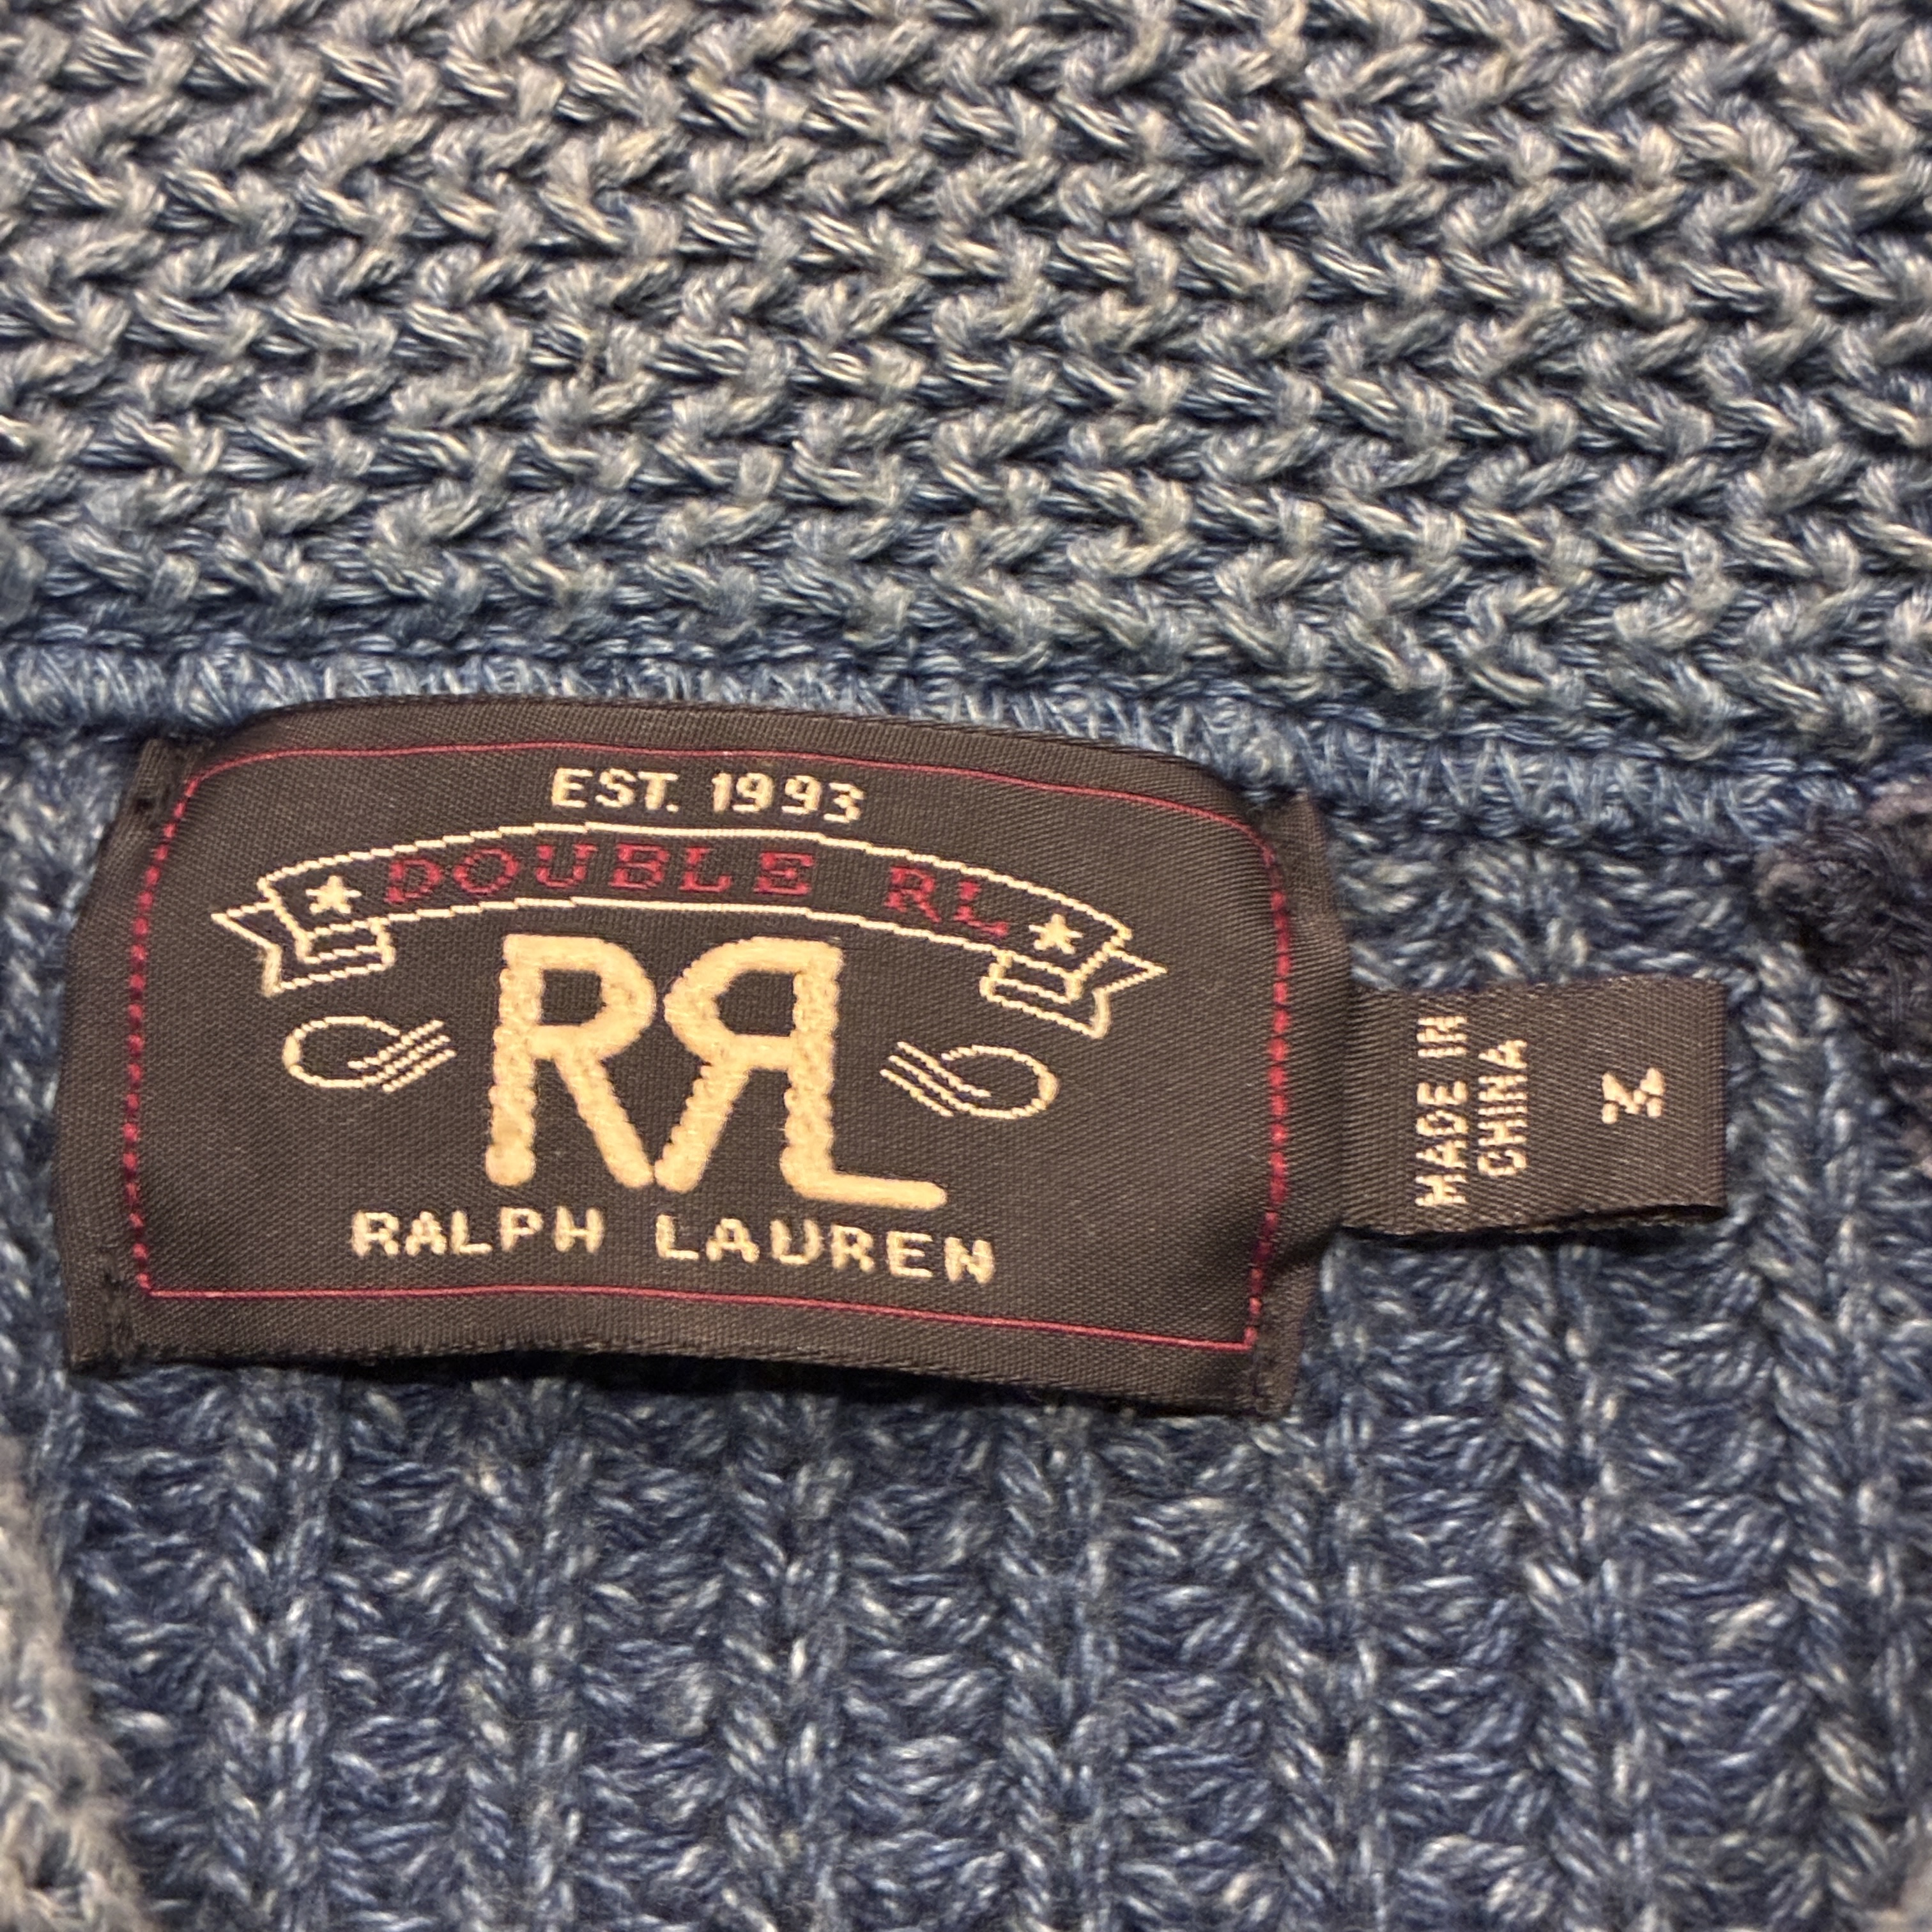 EST. 1993
DOUBLE RL
RRL
RALPH LAUREN
MADE IN
CHINA
M